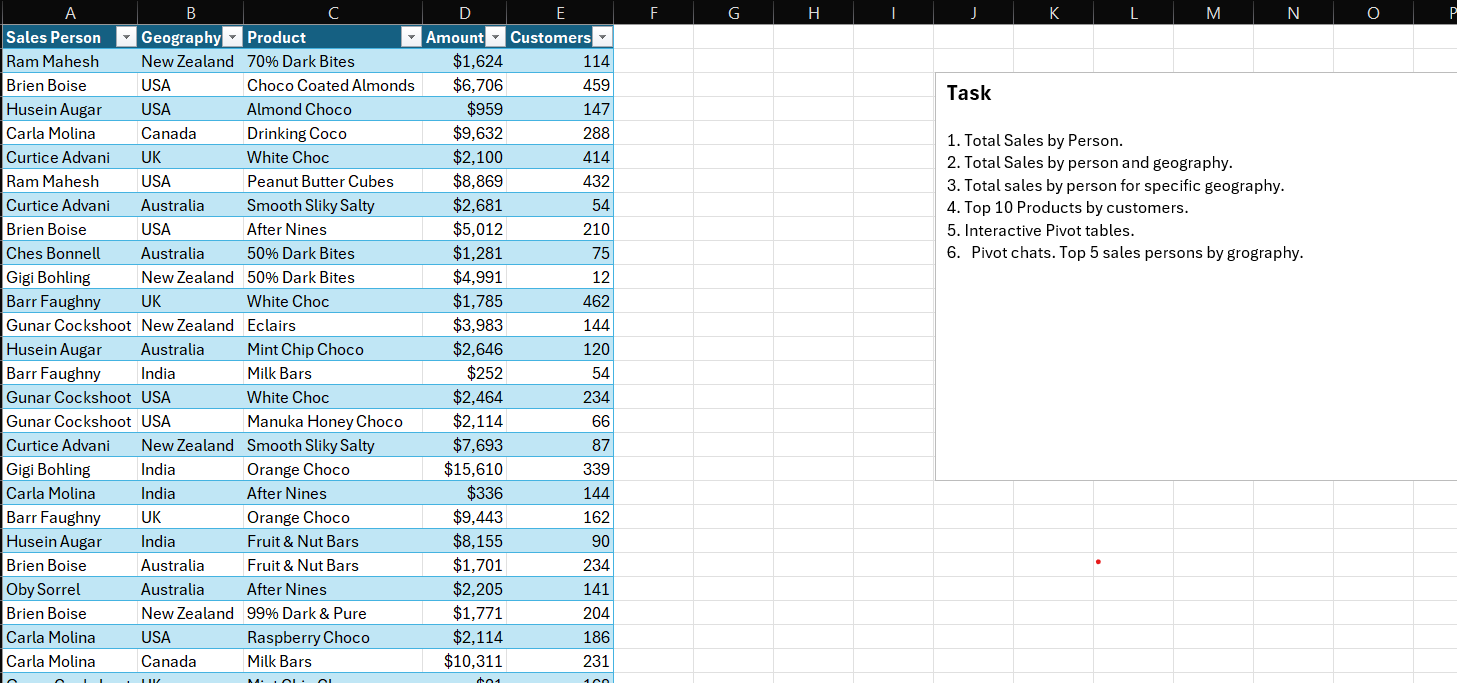 A B C D E F G H I J K L M N O P
Sales Person Geography Product Amount Customers
Ram Mahesh New Zealand 70% Dark Bites $1,624 114
Brien Boise USA Choco Coated Almonds $6,706 459
Husein Augar USA Almond Choco $959 147
Carla Molina Canada Drinking Coco $9,632 288
Curtice Advani UK White Choc $2,100 414
Ram Mahesh USA Peanut Butter Cubes $8,869 432
Curtice Advani Australia Smooth Sliky Salty $2,681 54
Brien Boise USA After Nines $5,012 210
Ches Bonnell Australia 50% Dark Bites $1,281 75
Gigi Bohling New Zealand 50% Dark Bites $4,991 12
Barr Faughny UK White Choc $1,785 462
Gunar Cockshoot New Zealand Eclairs $3,983 144
Husein Augar Australia Mint Chip Choco $2,646 120
Barr Faughny India Milk Bars $252 54
Gunar Cockshoot USA White Choc $2,464 234
Gunar Cockshoot USA Manuka Honey Choco $2,114 66
Curtice Advani New Zealand Smooth Sliky Salty $7,693 87
Gigi Bohling India Orange Choco $15,610 339
Carla Molina India After Nines $336 144
Barr Faughny UK Orange Choco $9,443 162
Husein Augar India Fruit & Nut Bars $8,155 90
Brien Boise Australia Fruit & Nut Bars $1,701 234
Oby Sorrel Australia After Nines $2,205 141
Brien Boise New Zealand 99% Dark & Pure $1,771 204
Carla Molina USA Raspberry Choco $2,114 186
Carla Molina Canada Milk Bars $10,311 231
Task
1. Total Sales by Person.
2. Total Sales by person and geography.
3. Total sales by person for specific geography.
4. Top 10 Products by customers.
5. Interactive Pivot tables.
6. Pivot chats. Top 5 sales persons by grography.